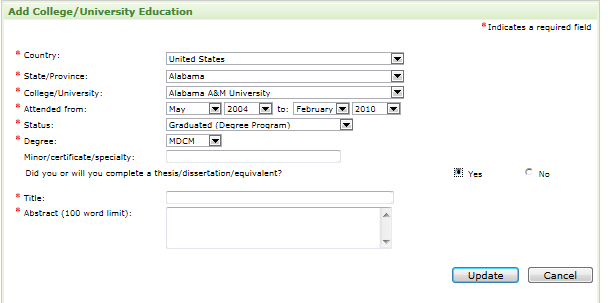 Add College/University Education
* Indicates a required field
* Country: United States
* State/Province: Alabama
* College/University: Alabama A&M University
* Attended from: May 2004 to: February 2010
* Status: Graduated (Degree Program)
* Degree: MDCM
Minor/certificate/specialty:
Did you or will you complete a thesis/dissertation/equivalent? Yes No
* Title:
* Abstract (100 word limit):
Update Cancel